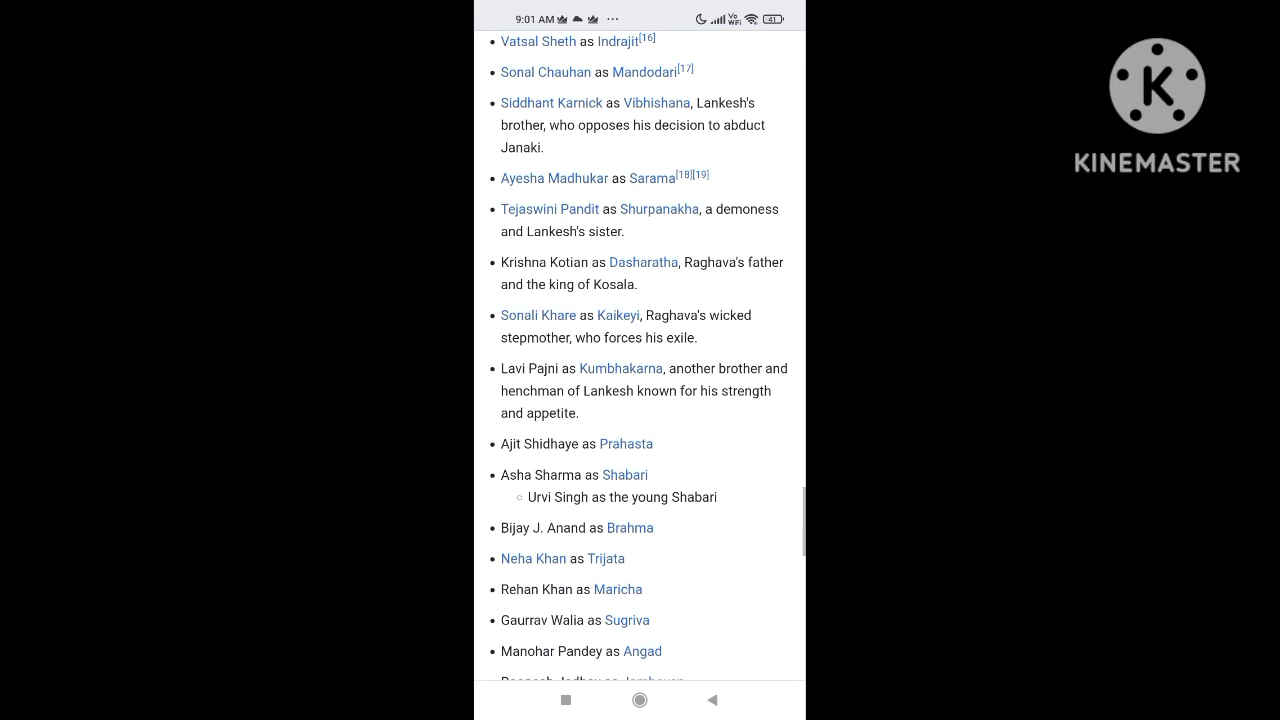 9:01 AM
Vo
WiFi
41
K
KINEMASTER
• Vatsal Sheth as Indrajit[16]
• Sonal Chauhan as Mandodari[17]
• Siddhant Karnick as Vibhishana, Lankesh's
brother, who opposes his decision to abduct
Janaki.
• Ayesha Madhukar as Sarama[18][19]
• Tejaswini Pandit as Shurpanakha, a demoness
and Lankesh's sister.
• Krishna Kotian as Dasharatha, Raghava's father
and the king of Kosala.
• Sonali Khare as Kaikeyi, Raghava's wicked
stepmother, who forces his exile.
• Lavi Pajni as Kumbhakarna, another brother and
henchman of Lankesh known for his strength
and appetite.
• Ajit Shidhaye as Prahasta
• Asha Sharma as Shabari
○ Urvi Singh as the young Shabari
• Bijay J. Anand as Brahma
• Neha Khan as Trijata
• Rehan Khan as Maricha
• Gaurrav Walia as Sugriva
• Manohar Pandey as Angad